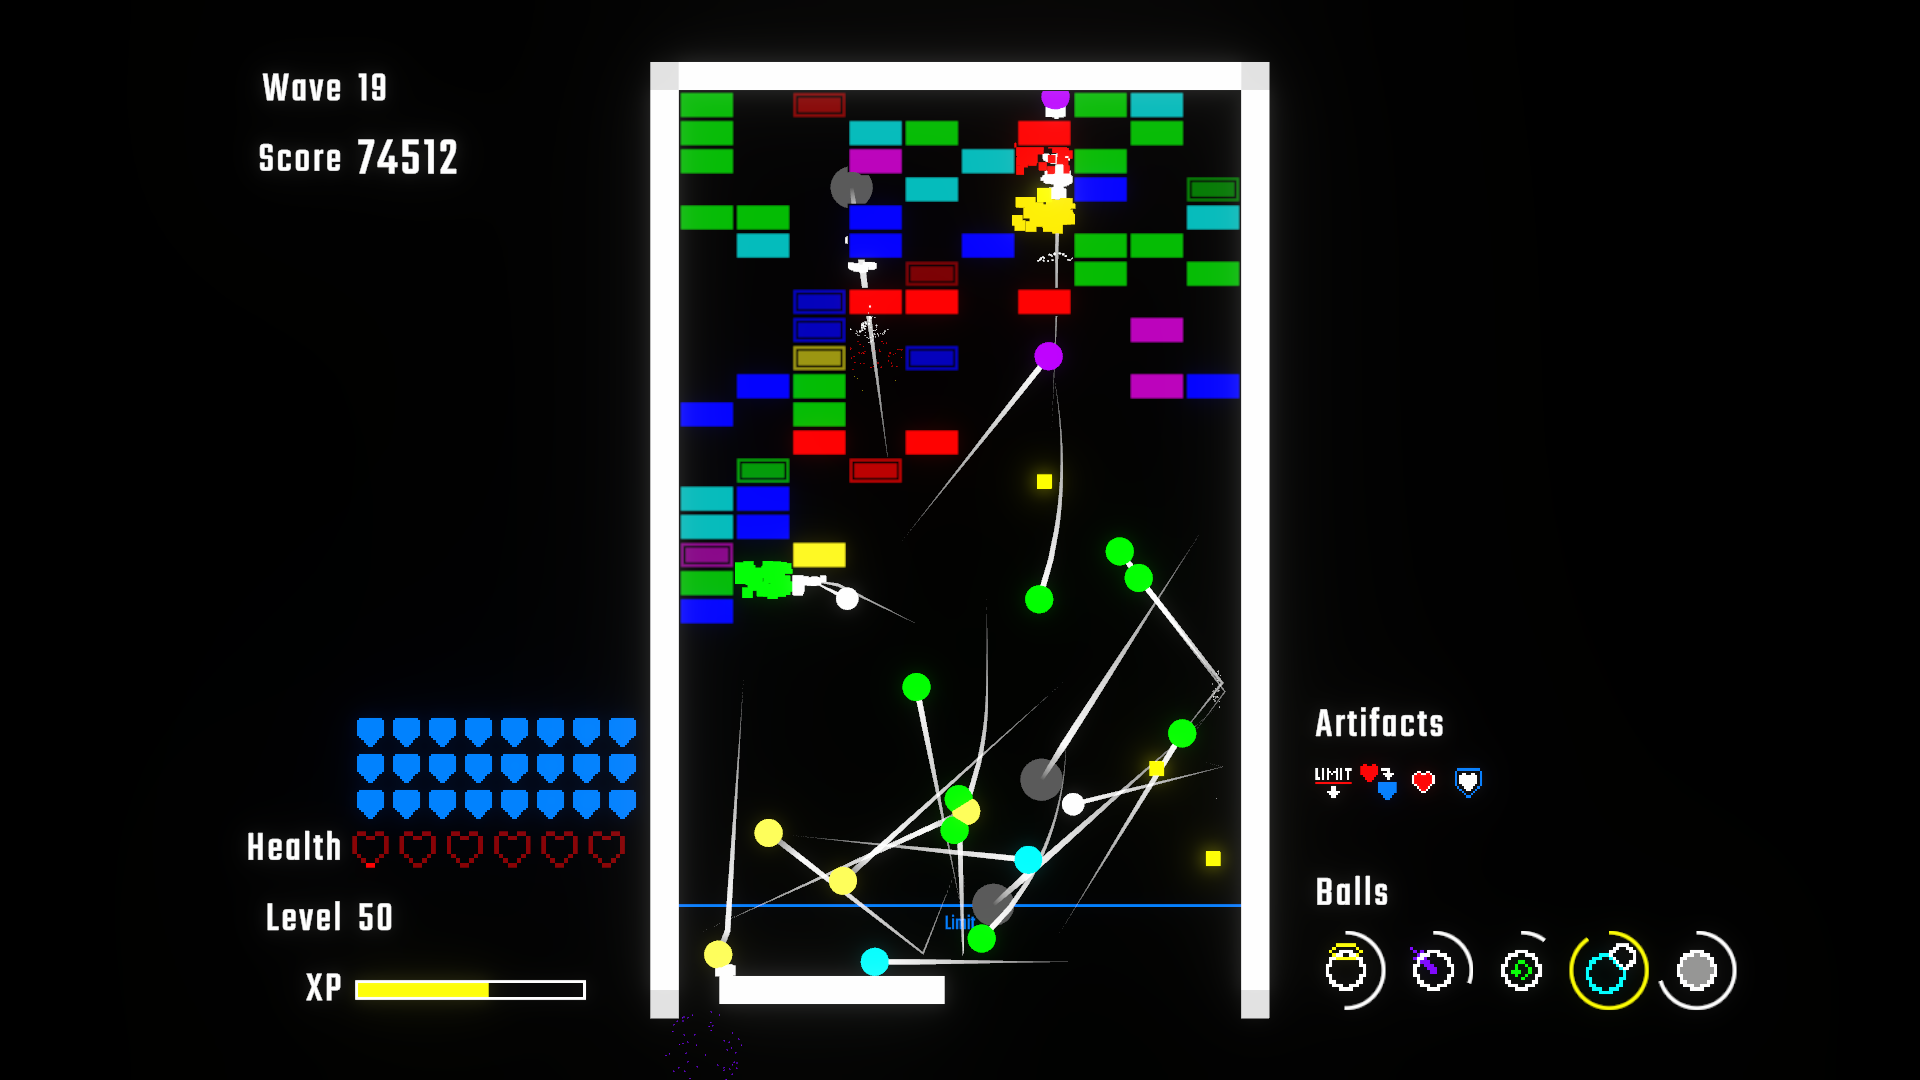 Wave 19
Score 74512
Limit
Health
Level 50
XP
Artifacts
LIMIT
Balls